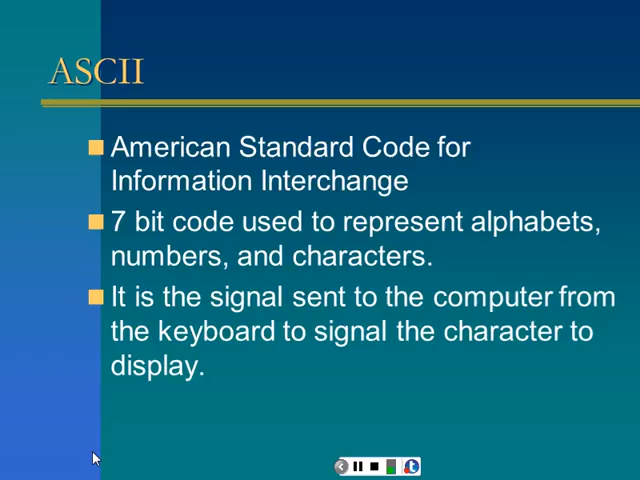 ASCII
American Standard Code for
Information Interchange
7 bit code used to represent alphabets,
numbers, and characters.
It is the signal sent to the computer from
the keyboard to signal the character to
display.